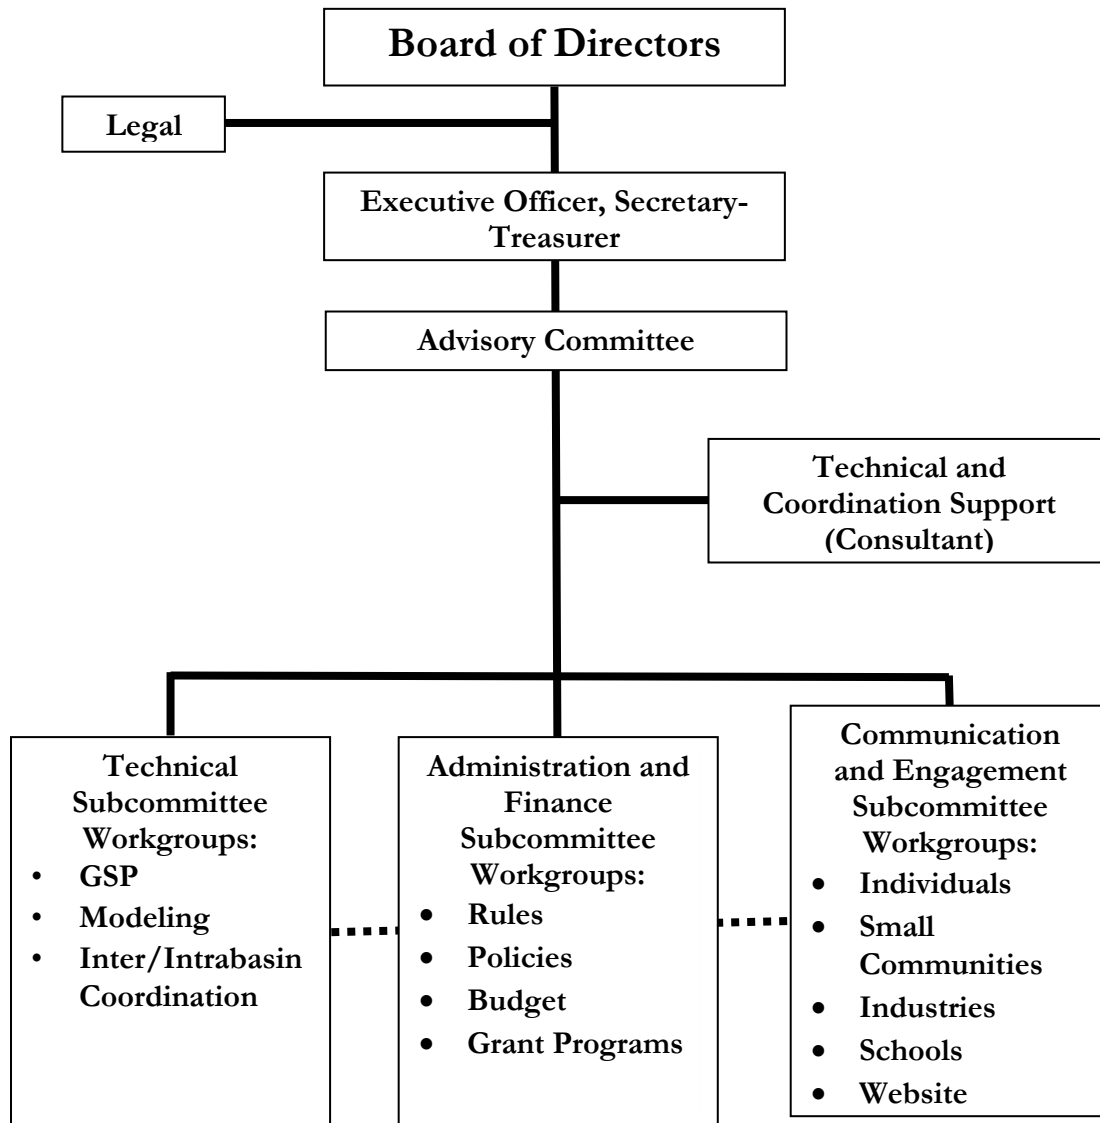 Board of Directors
Legal
Executive Officer, Secretary-
Treasurer
Advisory Committee
Technical and
Coordination Support
(Consultant)
Technical
Subcommittee
Workgroups:
• GSP
• Modeling
• Inter/Intrabasin
Coordination
Administration and
Finance
Subcommittee
Workgroups:
• Rules
• Policies
• Budget
• Grant Programs
Communication
and Engagement
Subcommittee
Workgroups:
• Individuals
• Small
Communities
• Industries
• Schools
• Website